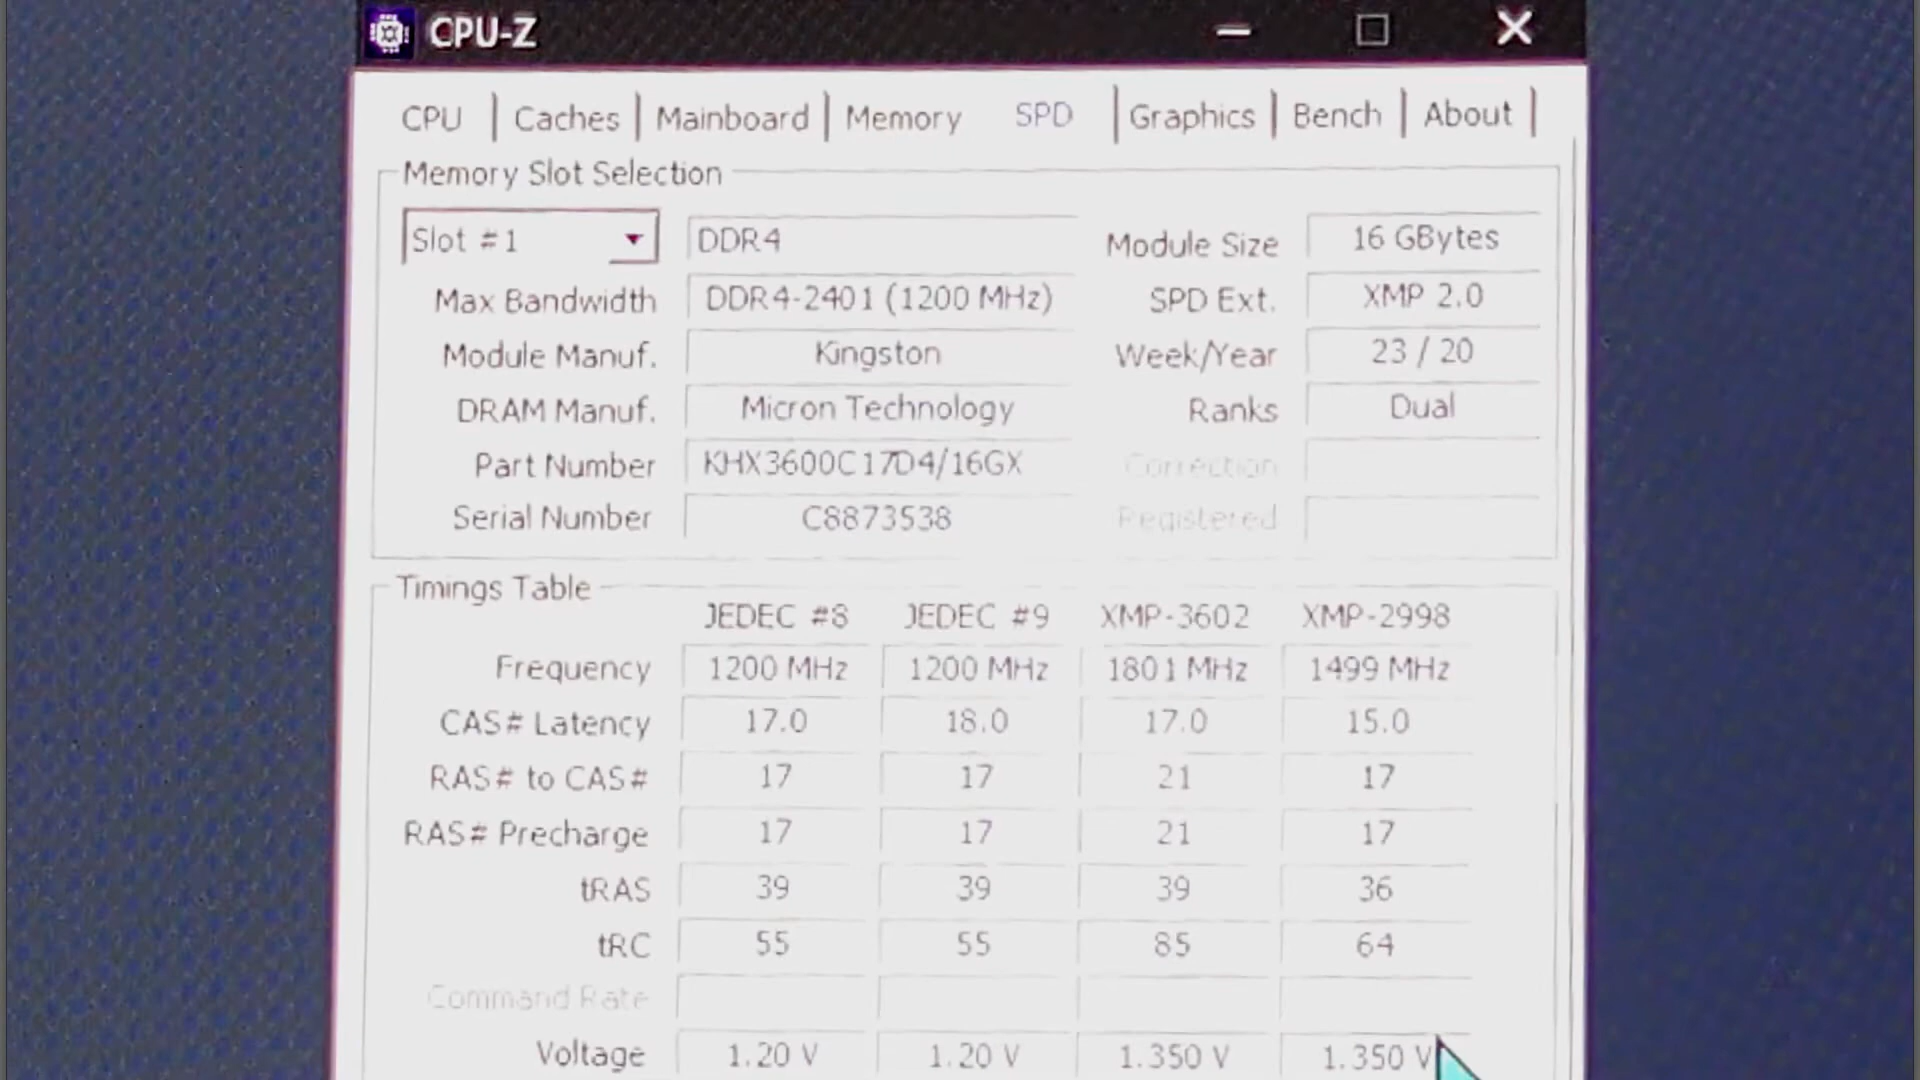 CPU-Z
CPU Caches Mainboard Memory SPD Graphics Bench About
Memory Slot Selection
Slot #1 DDR4 Module Size 16 GBytes
Max Bandwidth DDR4-2401 (1200 MHz) SPD Ext. XMP 2.0
Module Manuf. Kingston Week/Year 23 / 20
DRAM Manuf. Micron Technology Ranks Dual
Part Number KHX3600C17D4/16GX Correction
Serial Number C8873538 Registered
Timings Table
JEDEC #8 JEDEC #9 XMP-3602 XMP-2998
Frequency 1200 MHz 1200 MHz 1801 MHz 1499 MHz
CAS# Latency 17.0 18.0 17.0 15.0
RAS# to CAS# 17 17 21 17
RAS# Precharge 17 17 21 17
tRAS 39 39 39 36
tRC 55 55 85 64
Command Rate
Voltage 1.20 V 1.20 V 1.350 V 1.350 V